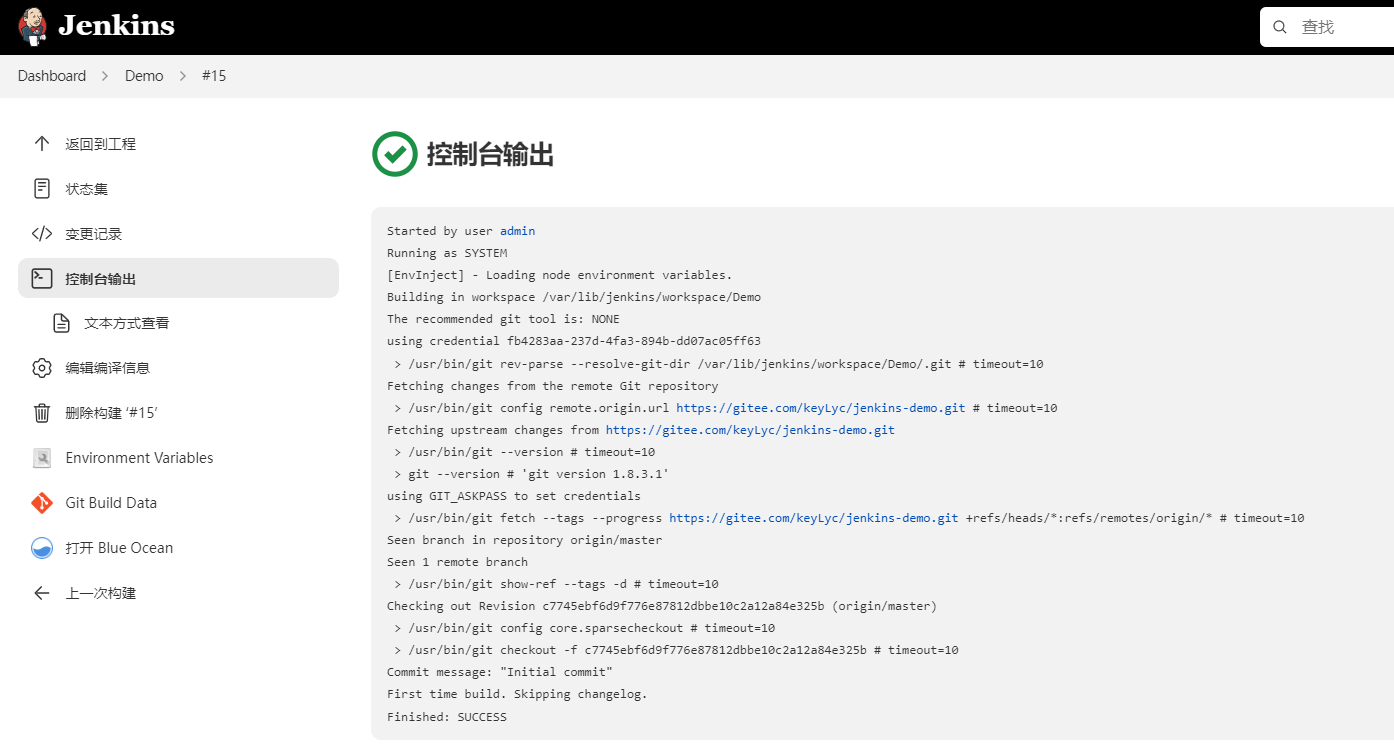 Jenkins
查找
Dashboard > Demo > #15
返回到工程
状态集
变更记录
控制台输出
文本方式查看
编辑编译信息
删除构建 ‘#15’
Environment Variables
Git Build Data
打开 Blue Ocean
上一次构建
控制台输出
Started by user admin
Running as SYSTEM
[EnvInject] - Loading node environment variables.
Building in workspace /var/lib/jenkins/workspace/Demo
The recommended git tool is: NONE
using credential fb4283aa-237d-4fa3-894b-dd07ac05ff63
> /usr/bin/git rev-parse --resolve-git-dir /var/lib/jenkins/workspace/Demo/.git # timeout=10
Fetching changes from the remote Git repository
> /usr/bin/git config remote.origin.url https://gitee.com/keyLyc/jenkins-demo.git # timeout=10
Fetching upstream changes from https://gitee.com/keyLyc/jenkins-demo.git
> /usr/bin/git --version # timeout=10
> git --version # 'git version 1.8.3.1'
using GIT_ASKPASS to set credentials
> /usr/bin/git fetch --tags --progress https://gitee.com/keyLyc/jenkins-demo.git +refs/heads/*:refs/remotes/origin/* # timeout=10
Seen branch in repository origin/master
Seen 1 remote branch
> /usr/bin/git show-ref --tags -d # timeout=10
Checking out Revision c7745ebf6d9f776e87812dbbe10c2a12a84e325b (origin/master)
> /usr/bin/git config core.sparsecheckout # timeout=10
> /usr/bin/git checkout -f c7745ebf6d9f776e87812dbbe10c2a12a84e325b # timeout=10
Commit message: "Initial commit"
First time build. Skipping changelog.
Finished: SUCCESS